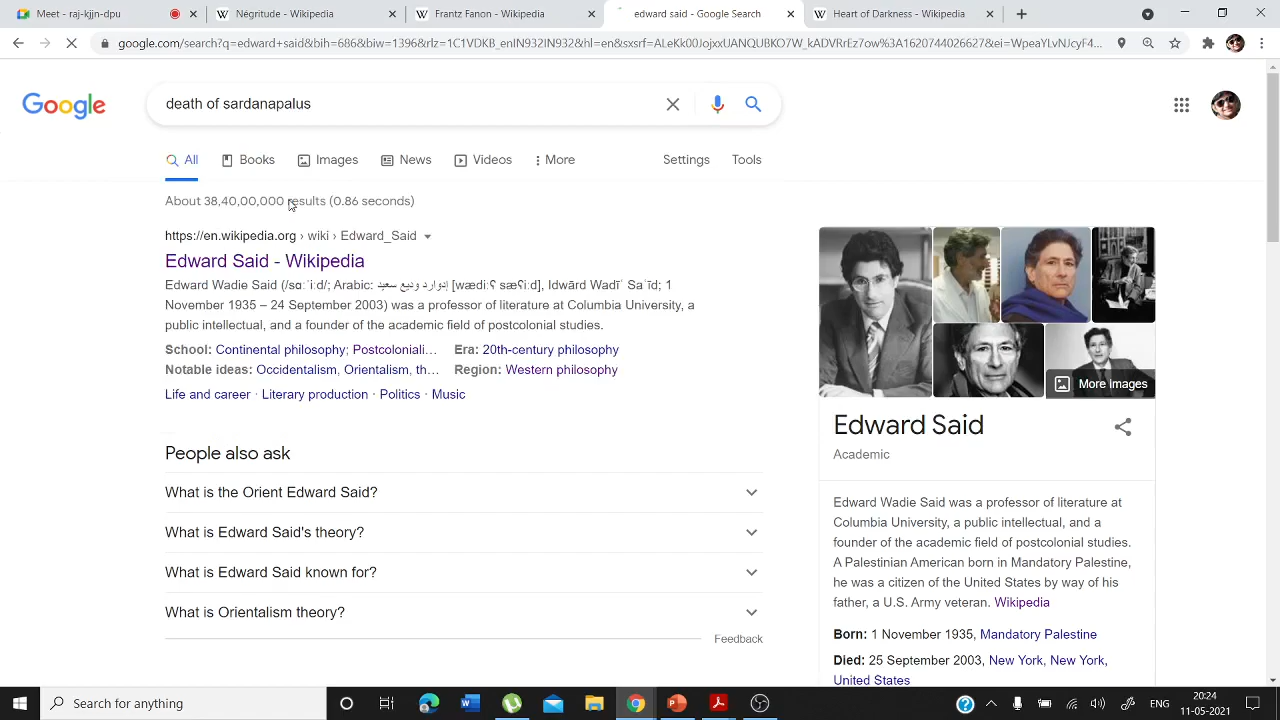 Meet - raj-kjjn-dpu
Négritude - Wikipedia
Frantz Fanon - Wikipedia
edward said - Google Search
Heart of Darkness - Wikipedia
google.com/search?q=edward+said&bih=686&biw=1396&rlz=1C1VDKB_enIN932IN932&hl=en&sxsrf=ALeKk00JojxxUANQU8KO7W_kADVRrEz7ow%3A1620744026627&ei=WpeaYLvNJcyF4...
Google
death of sardanapalus
All Books Images News Videos More Settings Tools
About 38,40,00,000 results (0.86 seconds)
https://en.wikipedia.org › wiki › Edward_Said
Edward Said - Wikipedia
Edward Wadie Said (/sɑːˈiːd/; Arabic: إدوارد وديع سعيد [wædiːʕ sæʕiːd], Idwārd Wadīʿ Saʿīd; 1
November 1935 – 24 September 2003) was a professor of literature at Columbia University, a
public intellectual, and a founder of the academic field of postcolonial studies.
School: Continental philosophy; Postcoloniali... Era: 20th-century philosophy
Notable ideas: Occidentalism, Orientalism, th... Region: Western philosophy
Life and career · Literary production · Politics · Music
People also ask
What is the Orient Edward Said?
What is Edward Said's theory?
What is Edward Said known for?
What is Orientalism theory?
Feedback
More images
Edward Said
Academic
Edward Wadie Said was a professor of literature at
Columbia University, a public intellectual, and a
founder of the academic field of postcolonial studies.
A Palestinian American born in Mandatory Palestine,
he was a citizen of the United States by way of his
father, a U.S. Army veteran. Wikipedia
Born: 1 November 1935, Mandatory Palestine
Died: 25 September 2003, New York, New York,
United States
Type here to search